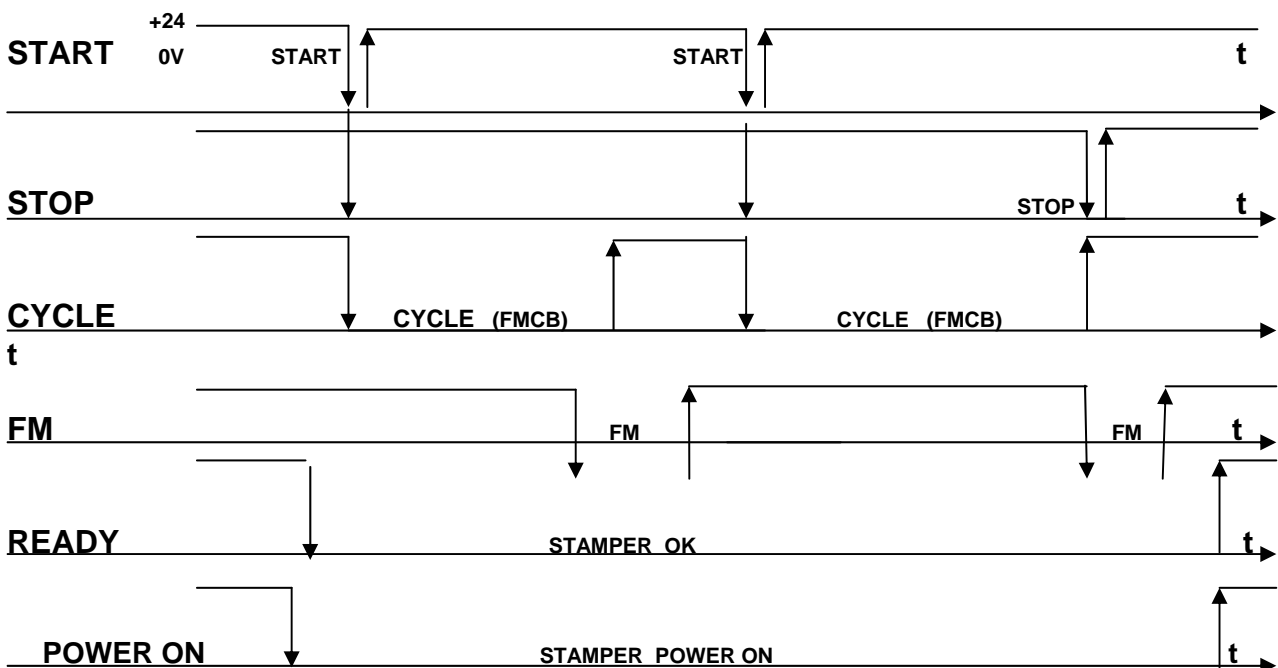 +24
START 0V START START t
STOP STOP t
CYCLE CYCLE (FMCB) CYCLE (FMCB)
t
FM FM FM t
READY STAMPER OK t
POWER ON STAMPER POWER ON t